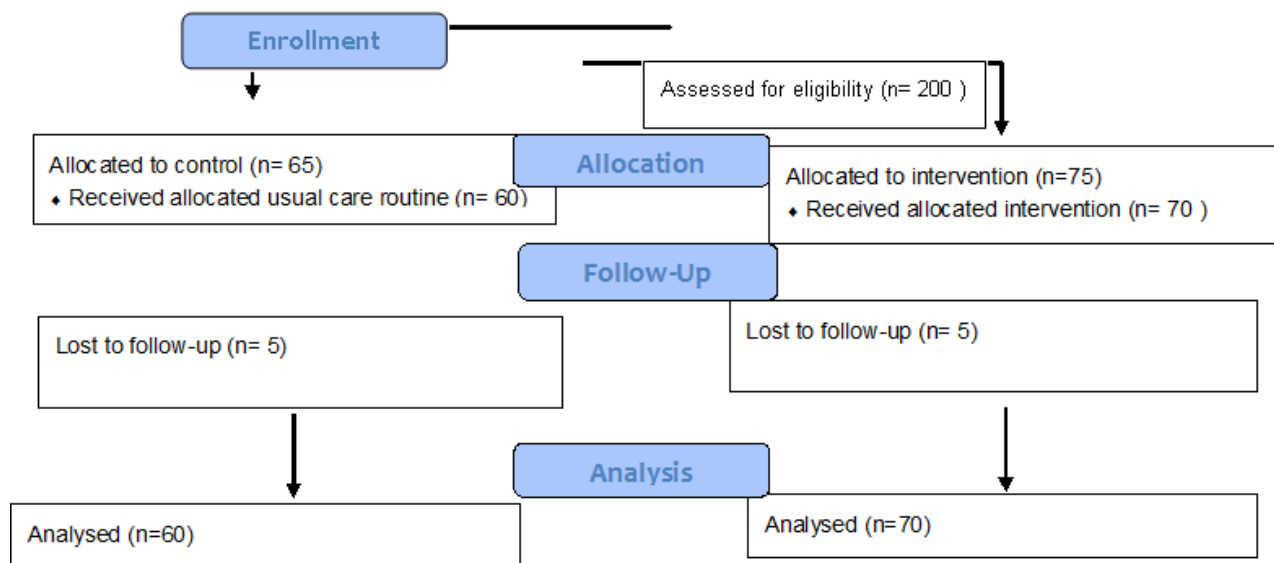 Enrollment
Assessed for eligibility (n= 200 )
Allocation
Allocated to control (n= 65)
⬧ Received allocated usual care routine (n= 60)
Allocated to intervention (n=75)
⬧ Received allocated intervention (n= 70 )
Follow-Up
Lost to follow-up (n= 5)
Lost to follow-up (n= 5)
Analysis
Analysed (n=60)
Analysed (n=70)